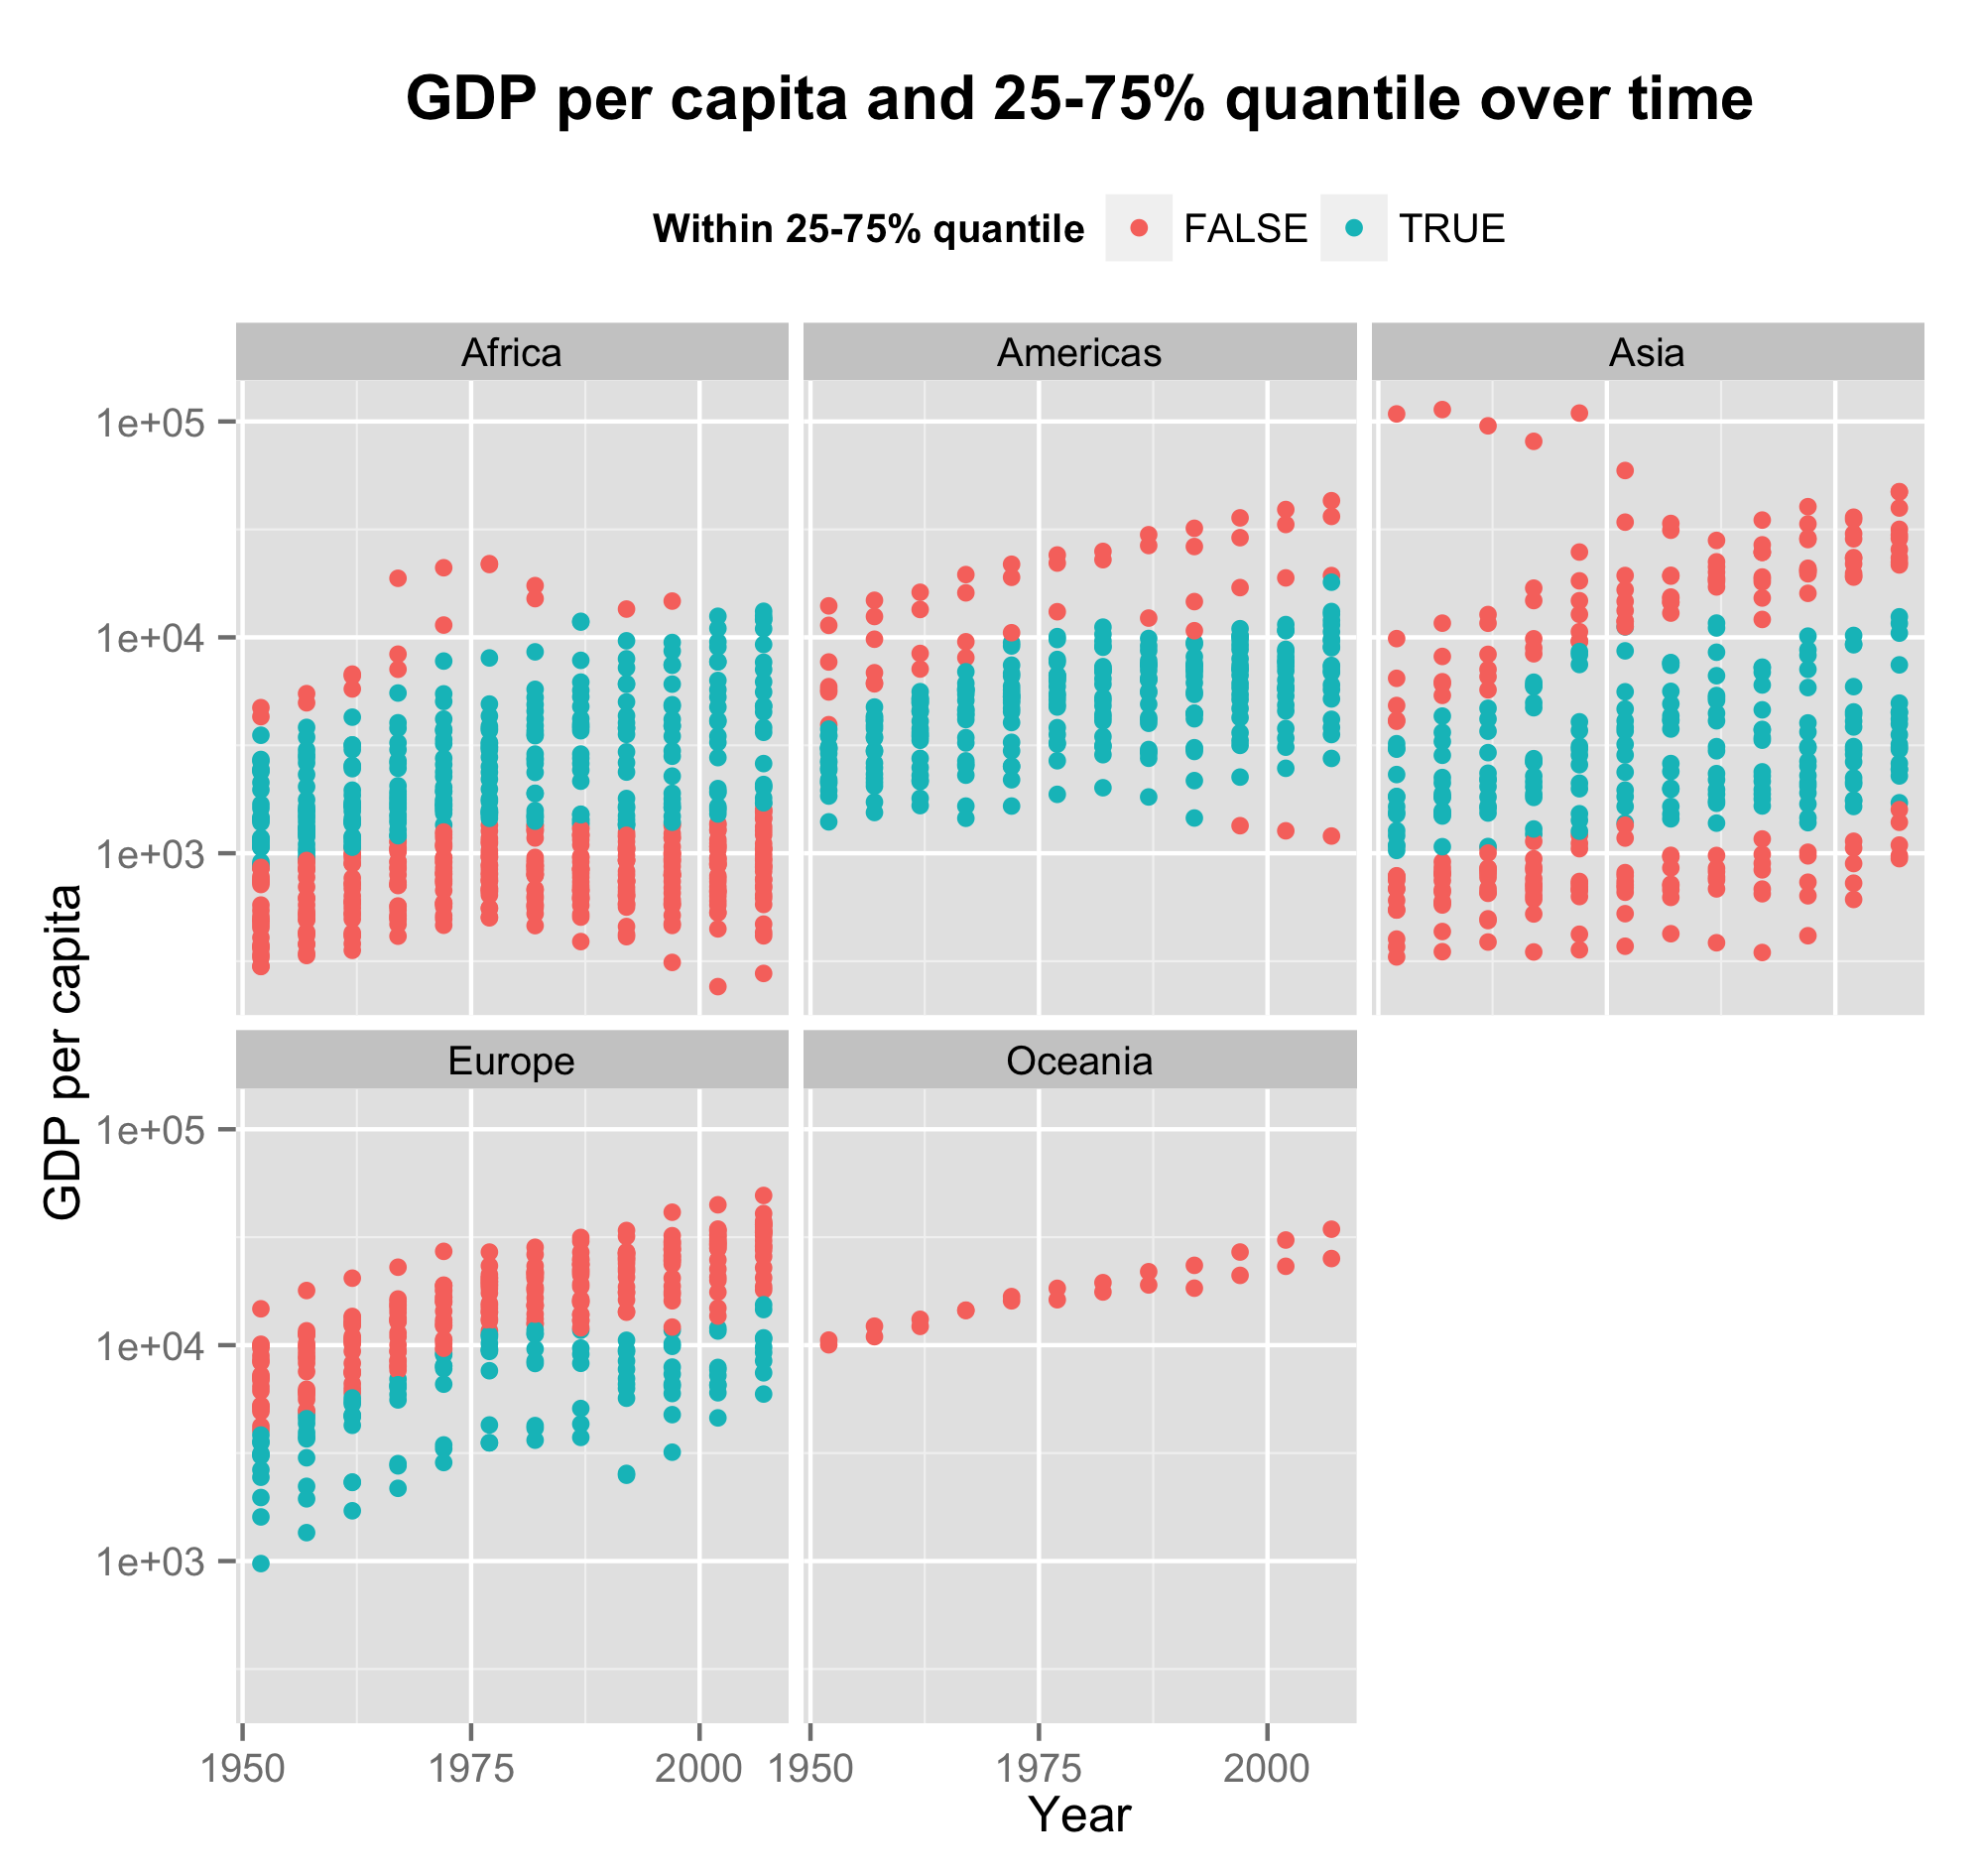 GDP per capita and 25-75% quantile over time
Within 25-75% quantile FALSE TRUE
Africa Americas Asia
1e+05
1e+04
1e+03
GDP per capita
Europe Oceania
1e+05
1e+04
1e+03
1950 1975 2000 1950 1975 2000
Year